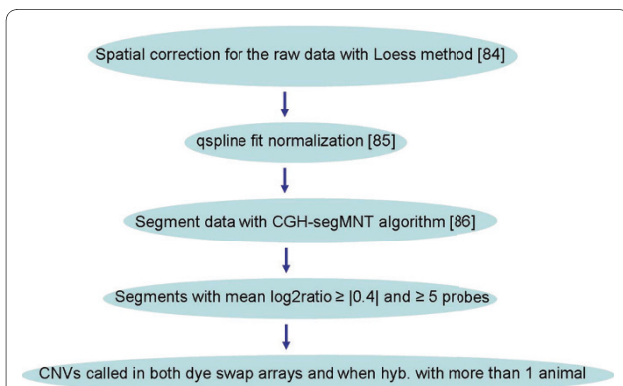 Spatial correction for the raw data with Loess method [84]
qspline fit normalization [85]
Segment data with CGH-segMNT algorithm [86]
Segments with mean log2ratio ≥ |0.4| and ≥ 5 probes
CNVs called in both dye swap arrays and when hyb. with more than 1 animal